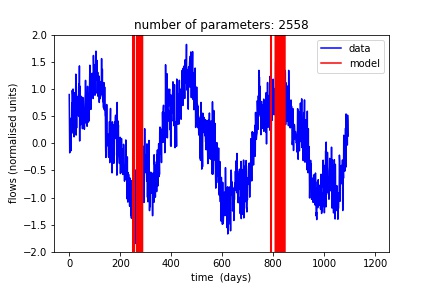 number of parameters: 2558
data
model
2.0
1.5
1.0
0.5
0.0
−0.5
−1.0
−1.5
−2.0
flows (normalised units)
0 200 400 600 800 1000 1200
time (days)